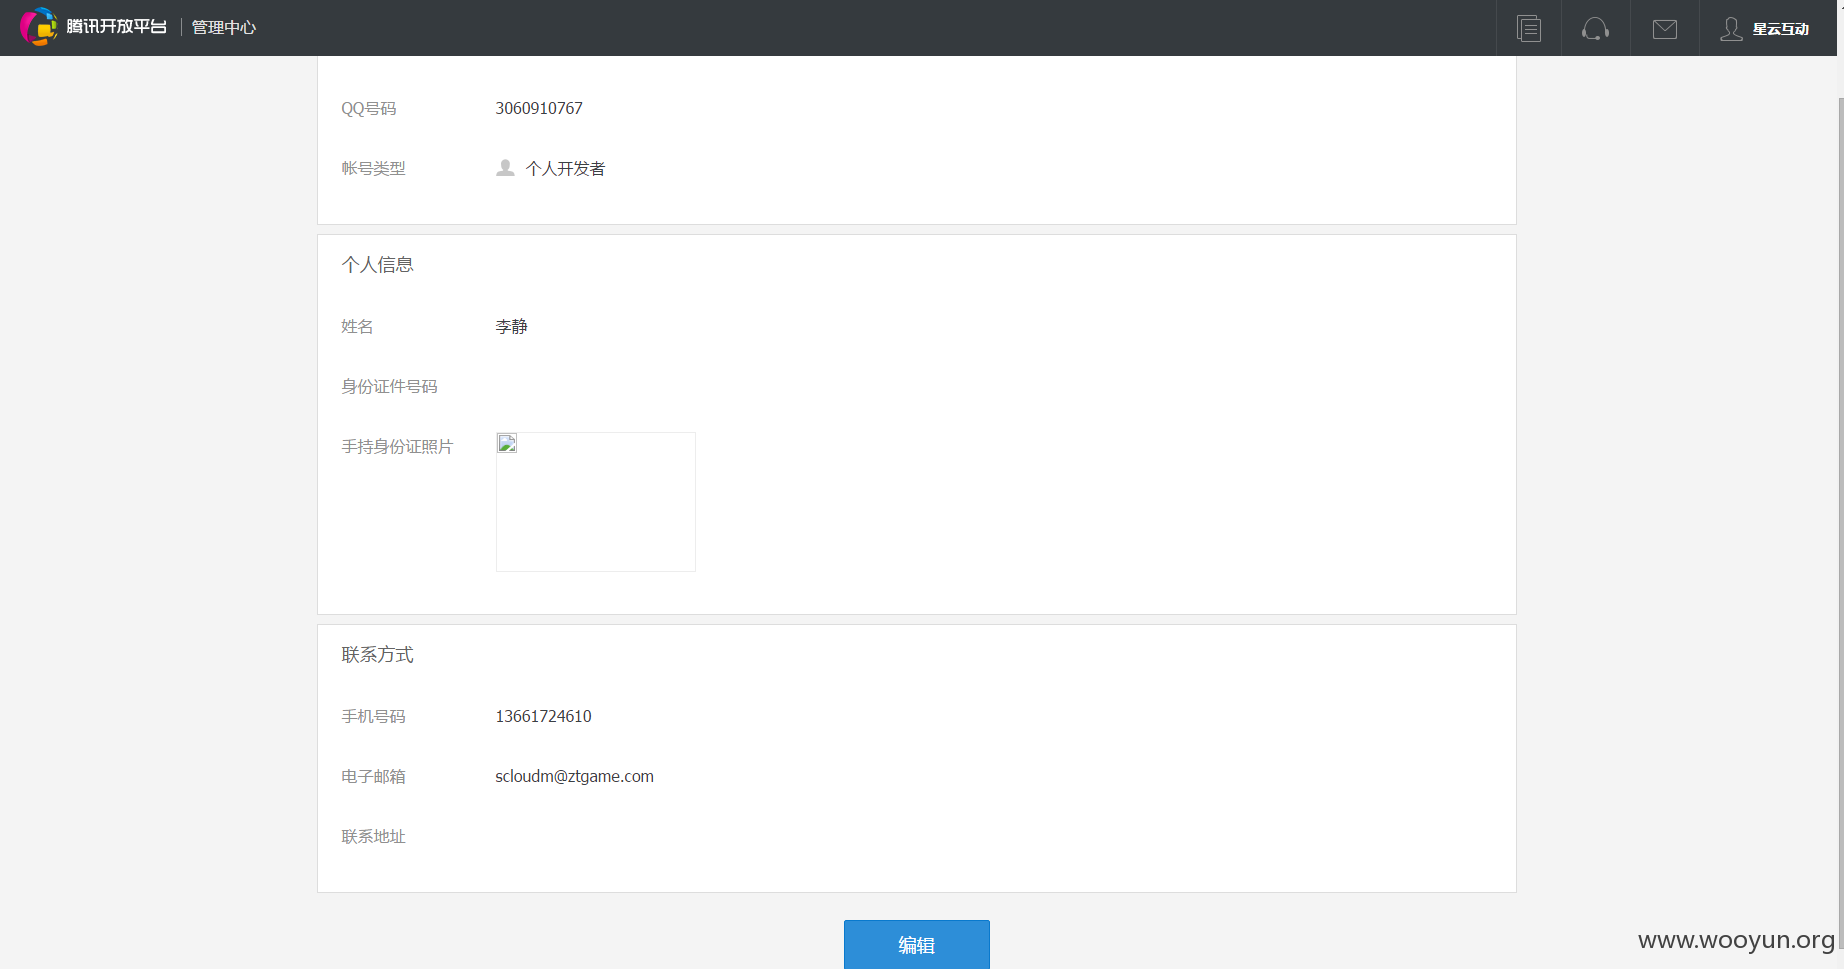 腾讯开放平台 管理中心 星云互动
QQ号码 3060910767
帐号类型 个人开发者
个人信息
姓名 李静
身份证件号码
手持身份证照片
联系方式
手机号码 13661724610
电子邮箱 scloudm@ztgame.com
联系地址
编辑
www.wooyun.org